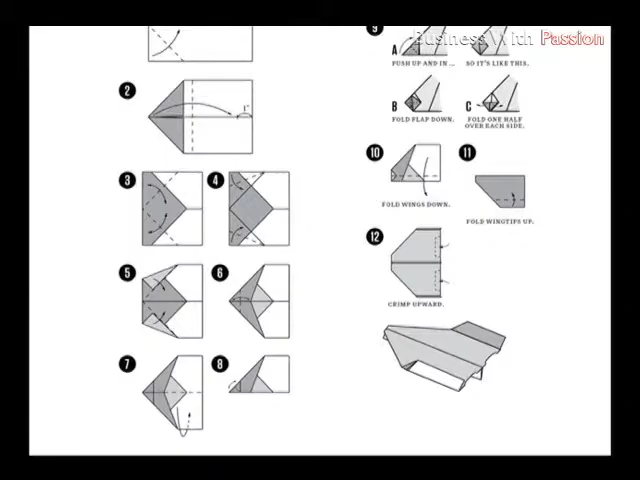 Business With Passion
9
A
PUSH UP AND IN ...
SO IT'S LIKE THIS.
2
1"
B
C
FOLD FLAP DOWN.
FOLD ONE HALF
OVER EACH SIDE.
10
11
3
4
FOLD WINGS DOWN.
FOLD WINGTIPS UP.
12
5
6
CRIMP UPWARD.
7
8